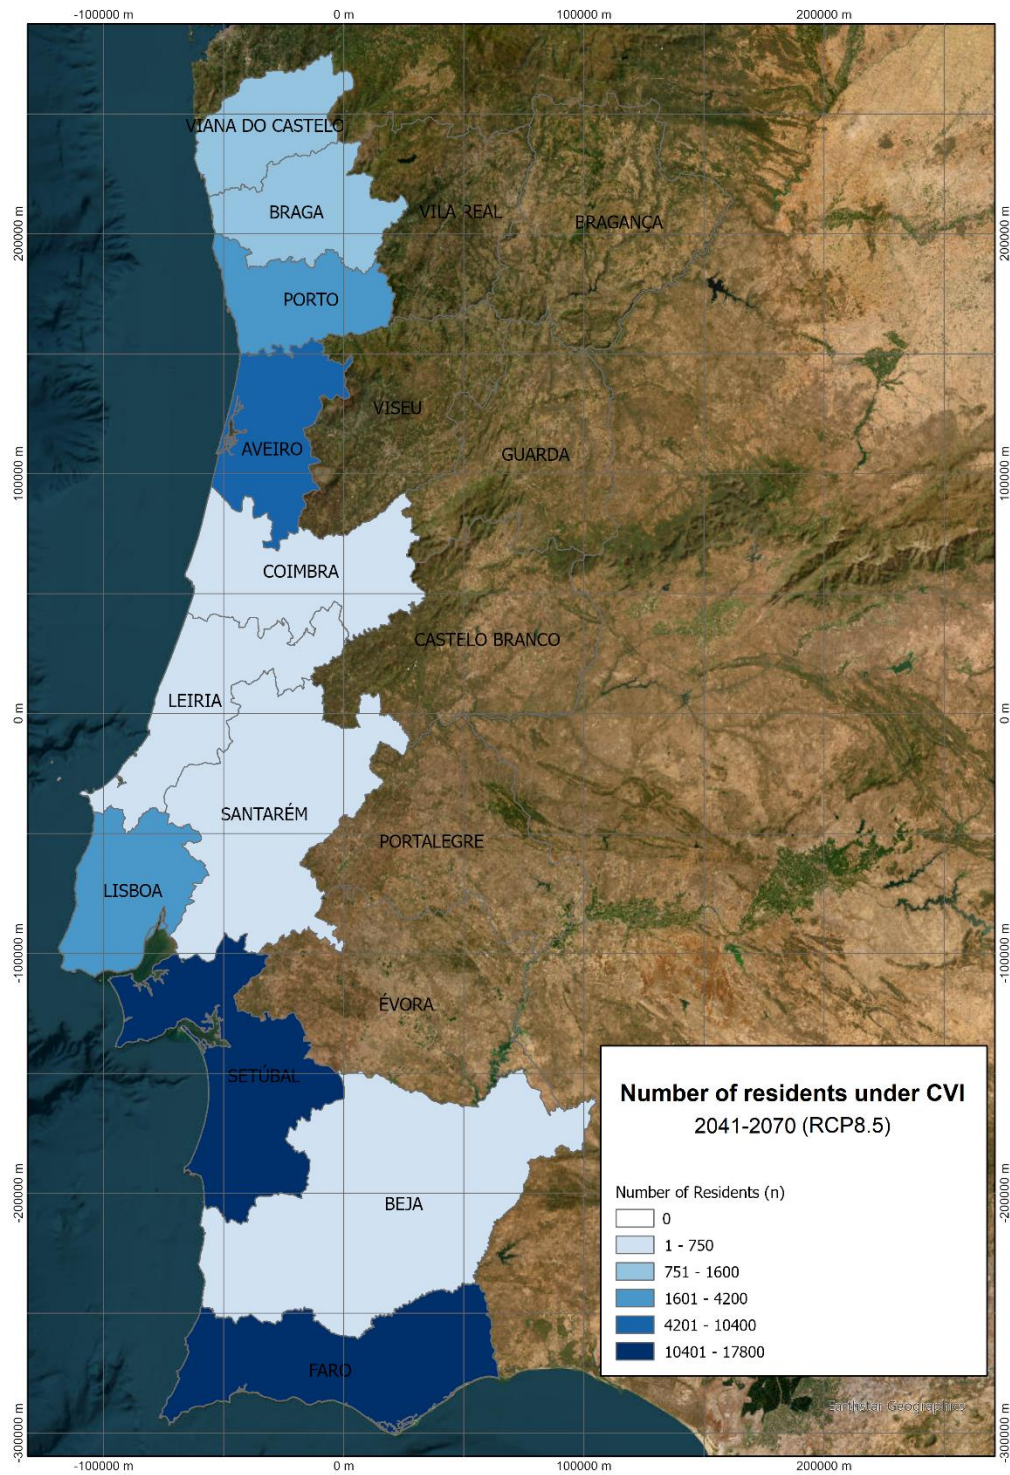 -100000 m
0 m
100000 m
200000 m
VIANA DO CASTELO
BRAGA
VILA REAL
BRAGANÇA
200000 m
200000 m
PORTO
VISEU
AVEIRO
GUARDA
100000 m
100000 m
COIMBRA
CASTELO BRANCO
LEIRIA
0 m
0 m
SANTARÉM
PORTALEGRE
LISBOA
-100000 m
-100000 m
ÉVORA
SETÚBAL
BEJA
-200000 m
-200000 m
FARO
-300000 m
-300000 m
Number of residents under CVI
2041-2070 (RCP8.5)
Number of Residents (n)
0
1 - 750
751 - 1600
1601 - 4200
4201 - 10400
10401 - 17800
Earthstar Geographics
-100000 m
0 m
100000 m
200000 m